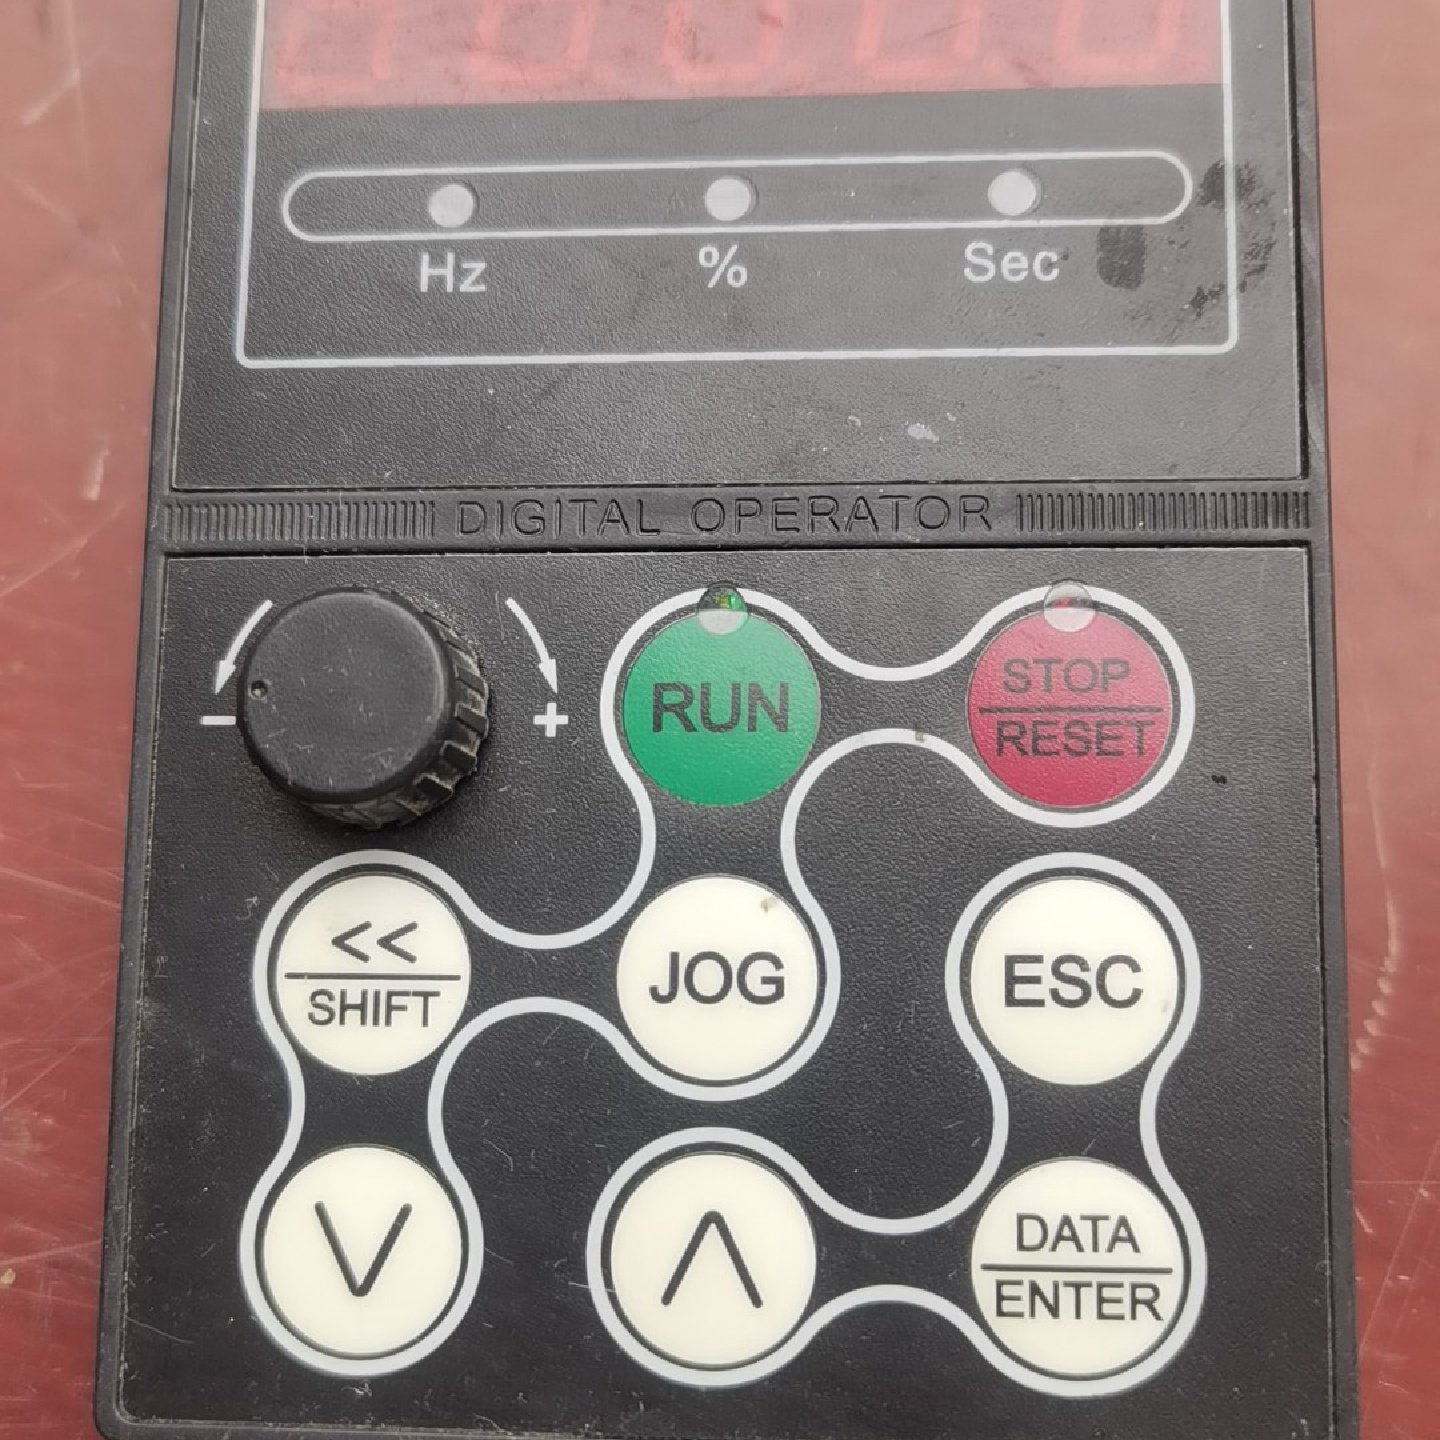 Hz % Sec
DIGITAL OPERATOR
- +
RUN
STOP
RESET
<<
SHIFT
JOG
ESC
∨
∧
DATA
ENTER